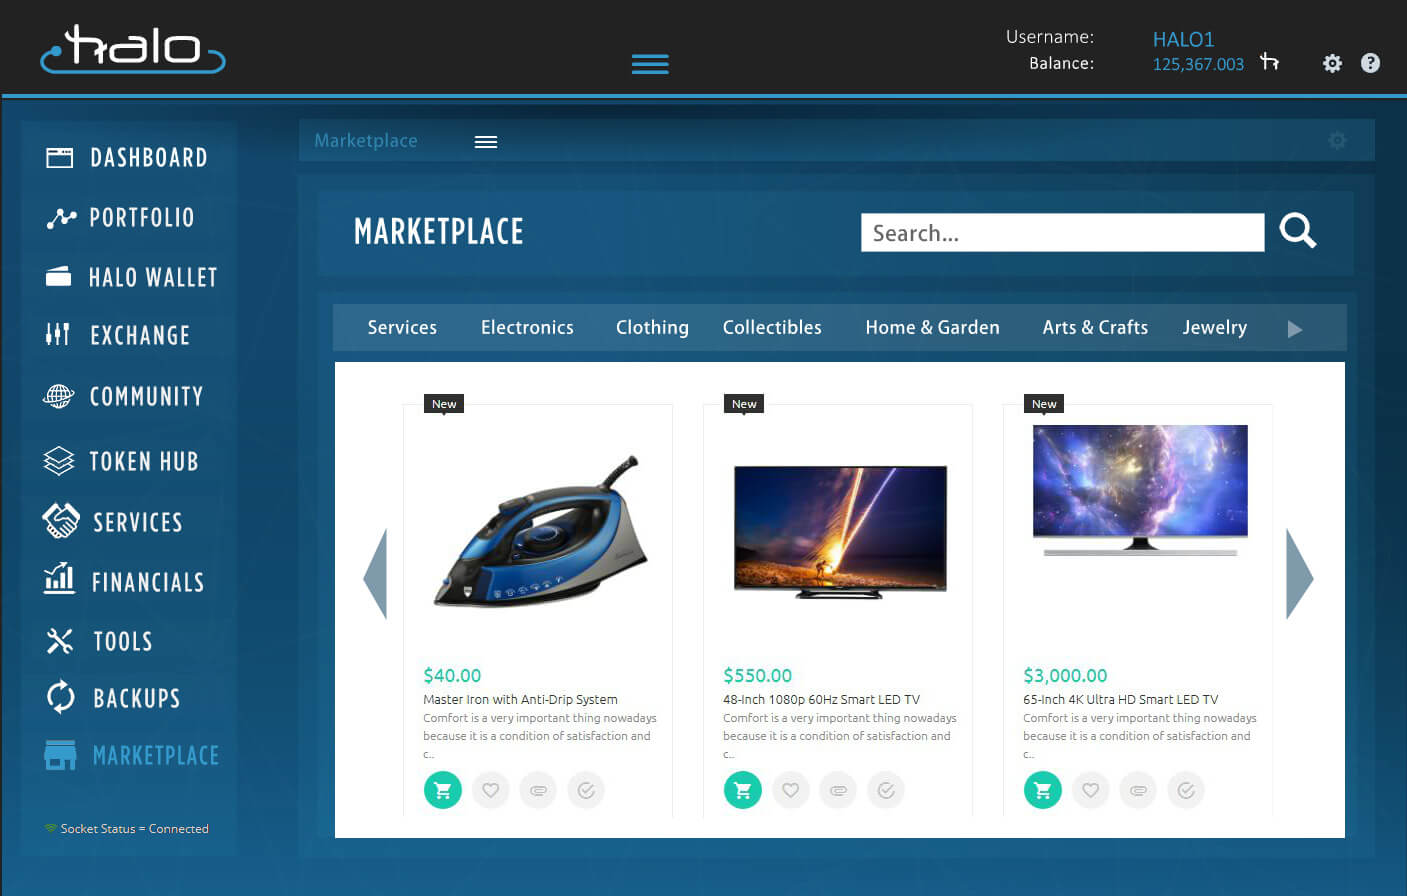 halo
Username: HALO1
Balance: 125,367.003
DASHBOARD
PORTFOLIO
HALO WALLET
EXCHANGE
COMMUNITY
TOKEN HUB
SERVICES
FINANCIALS
TOOLS
BACKUPS
MARKETPLACE
Socket Status = Connected
Marketplace
MARKETPLACE
Search...
Services Electronics Clothing Collectibles Home & Garden Arts & Crafts Jewelry
New
$40.00
Master Iron with Anti-Drip System
Comfort is a very important thing nowadays
because it is a condition of satisfaction and
c..
New
$550.00
48-Inch 1080p 60Hz Smart LED TV
Comfort is a very important thing nowadays
because it is a condition of satisfaction and
c..
New
$3,000.00
65-Inch 4K Ultra HD Smart LED TV
Comfort is a very important thing nowadays
because it is a condition of satisfaction and
c..